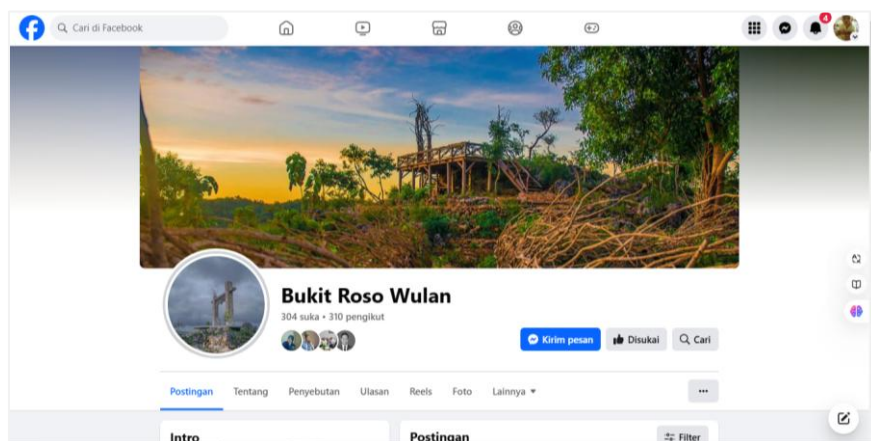 Cari di Facebook
4
Bukit Roso Wulan
304 suka • 310 pengikut
Kirim pesan
Disukai
Cari
Postingan
Tentang
Penyebutan
Ulasan
Reels
Foto
Lainnya
Intro
Postingan
Filter